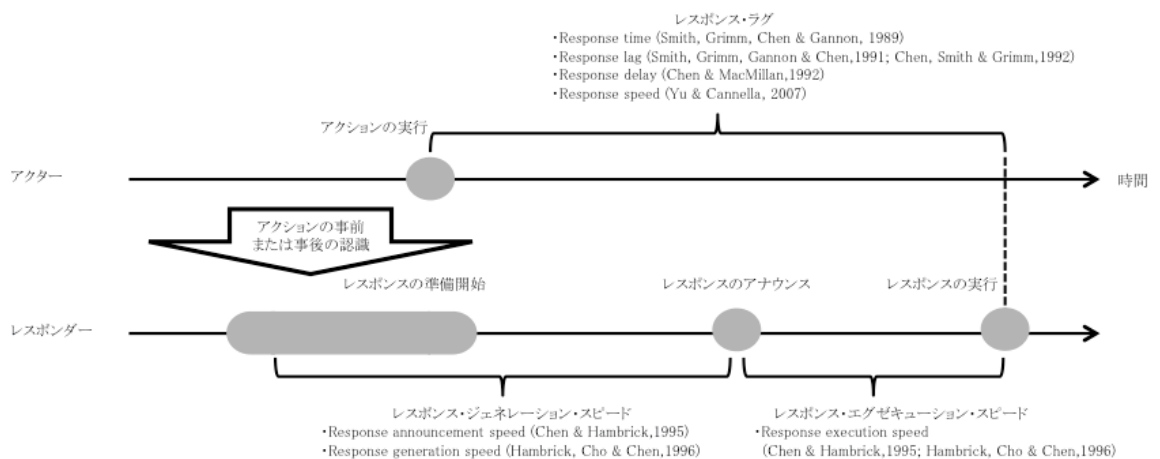 レスポンス・ラグ
・Response time (Smith, Grimm, Chen & Gannon, 1989)
・Response lag (Smith, Grimm, Gannon & Chen,1991; Chen, Smith & Grimm,1992)
・Response delay (Chen & MacMillan,1992)
・Response speed (Yu & Cannella, 2007)
アクションの実行
アクター
時間
アクションの事前
または事後の認識
レスポンスの準備開始
レスポンスのアナウンス
レスポンスの実行
レスポンダー
レスポンス・ジェネレーション・スピード
・Response announcement speed (Chen & Hambrick,1995)
・Response generation speed (Hambrick, Cho & Chen,1996)
レスポンス・エグゼキューション・スピード
・Response execution speed
(Chen & Hambrick,1995; Hambrick, Cho & Chen,1996)